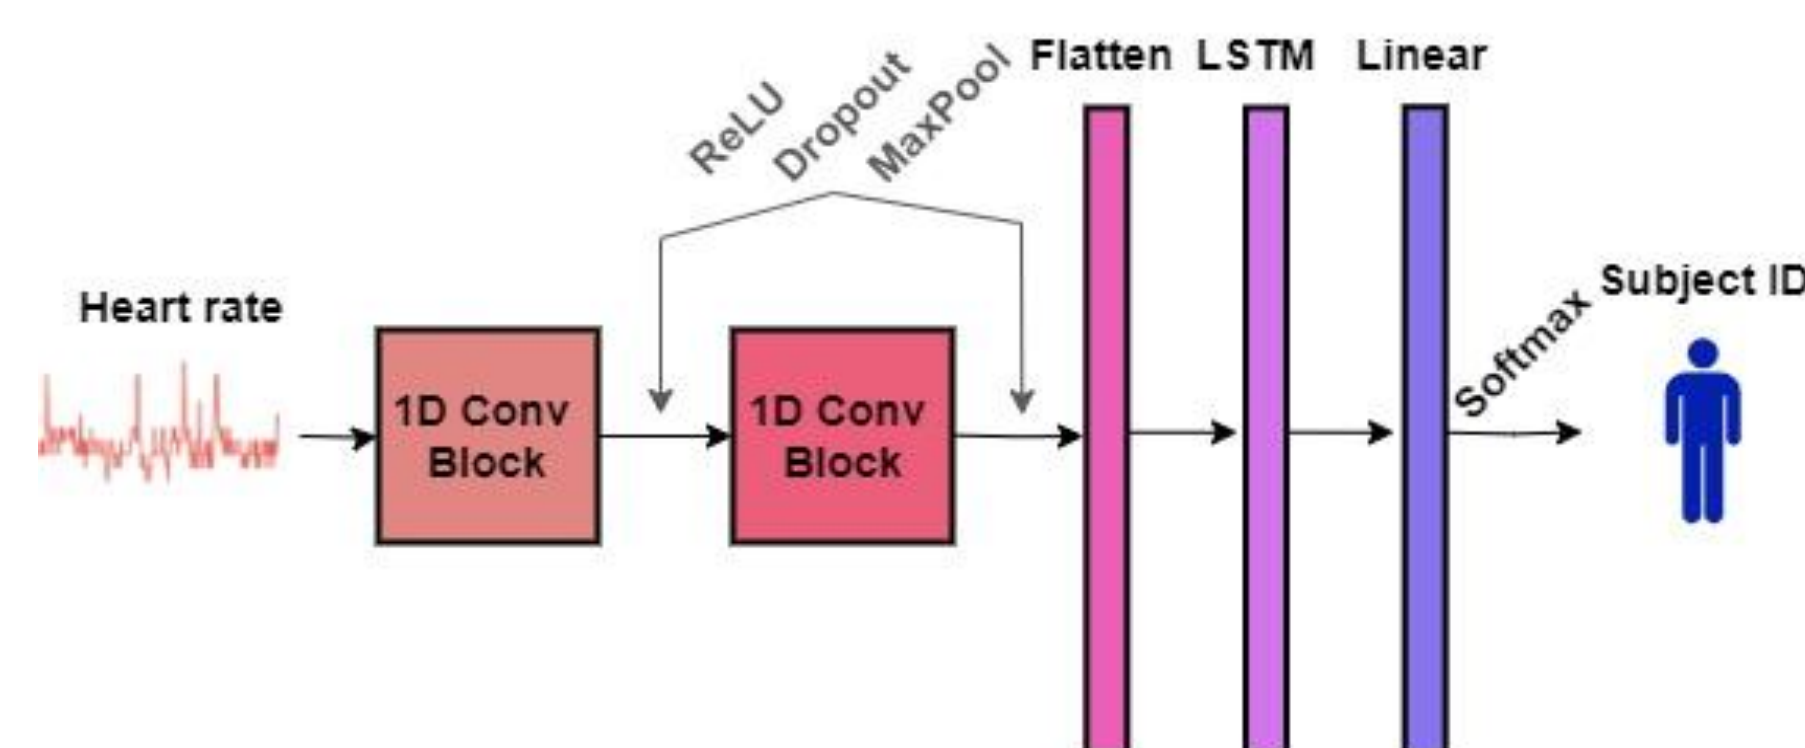 Flatten LSTM Linear
ReLU
Dropout
MaxPool
Heart rate
Subject ID
Softmax
1D Conv
Block
1D Conv
Block